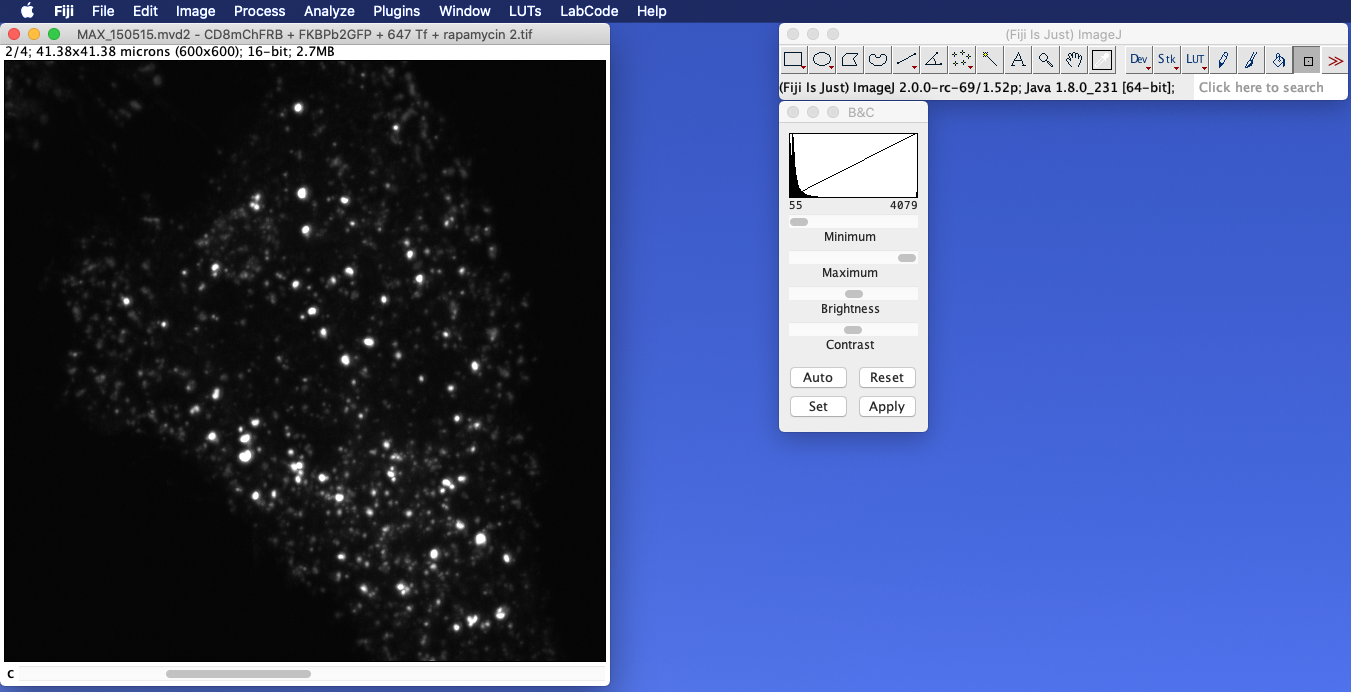 Fiji File Edit Image Process Analyze Plugins Window LUTs LabCode Help
MAX_150515.mvd2 - CD8mChFRB + FKBPb2GFP + 647 Tf + rapamycin 2.tif
2/4; 41.38x41.38 microns (600x600); 16-bit; 2.7MB
C
(Fiji Is Just) ImageJ
A Dev Stk LUT
(Fiji Is Just) ImageJ 2.0.0-rc-69/1.52p; Java 1.8.0_231 [64-bit]; Click here to search
B&C
55 4079
Minimum
Maximum
Brightness
Contrast
Auto Reset
Set Apply